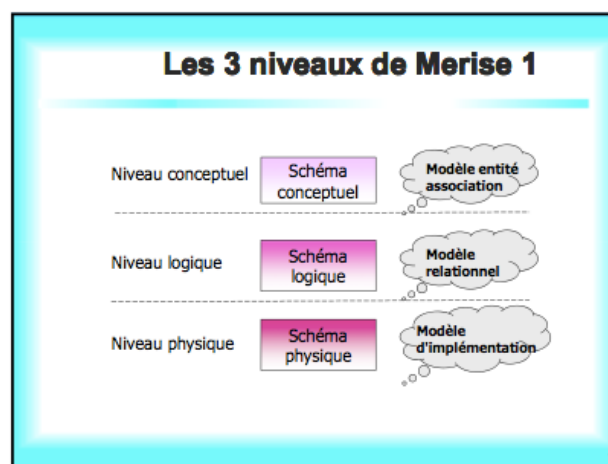 Les 3 niveaux de Merise 1
Niveau conceptuel
Schéma
conceptuel
Modèle entité
association
Niveau logique
Schéma
logique
Modèle
relationnel
Niveau physique
Schéma
physique
Modèle
d'implémentation